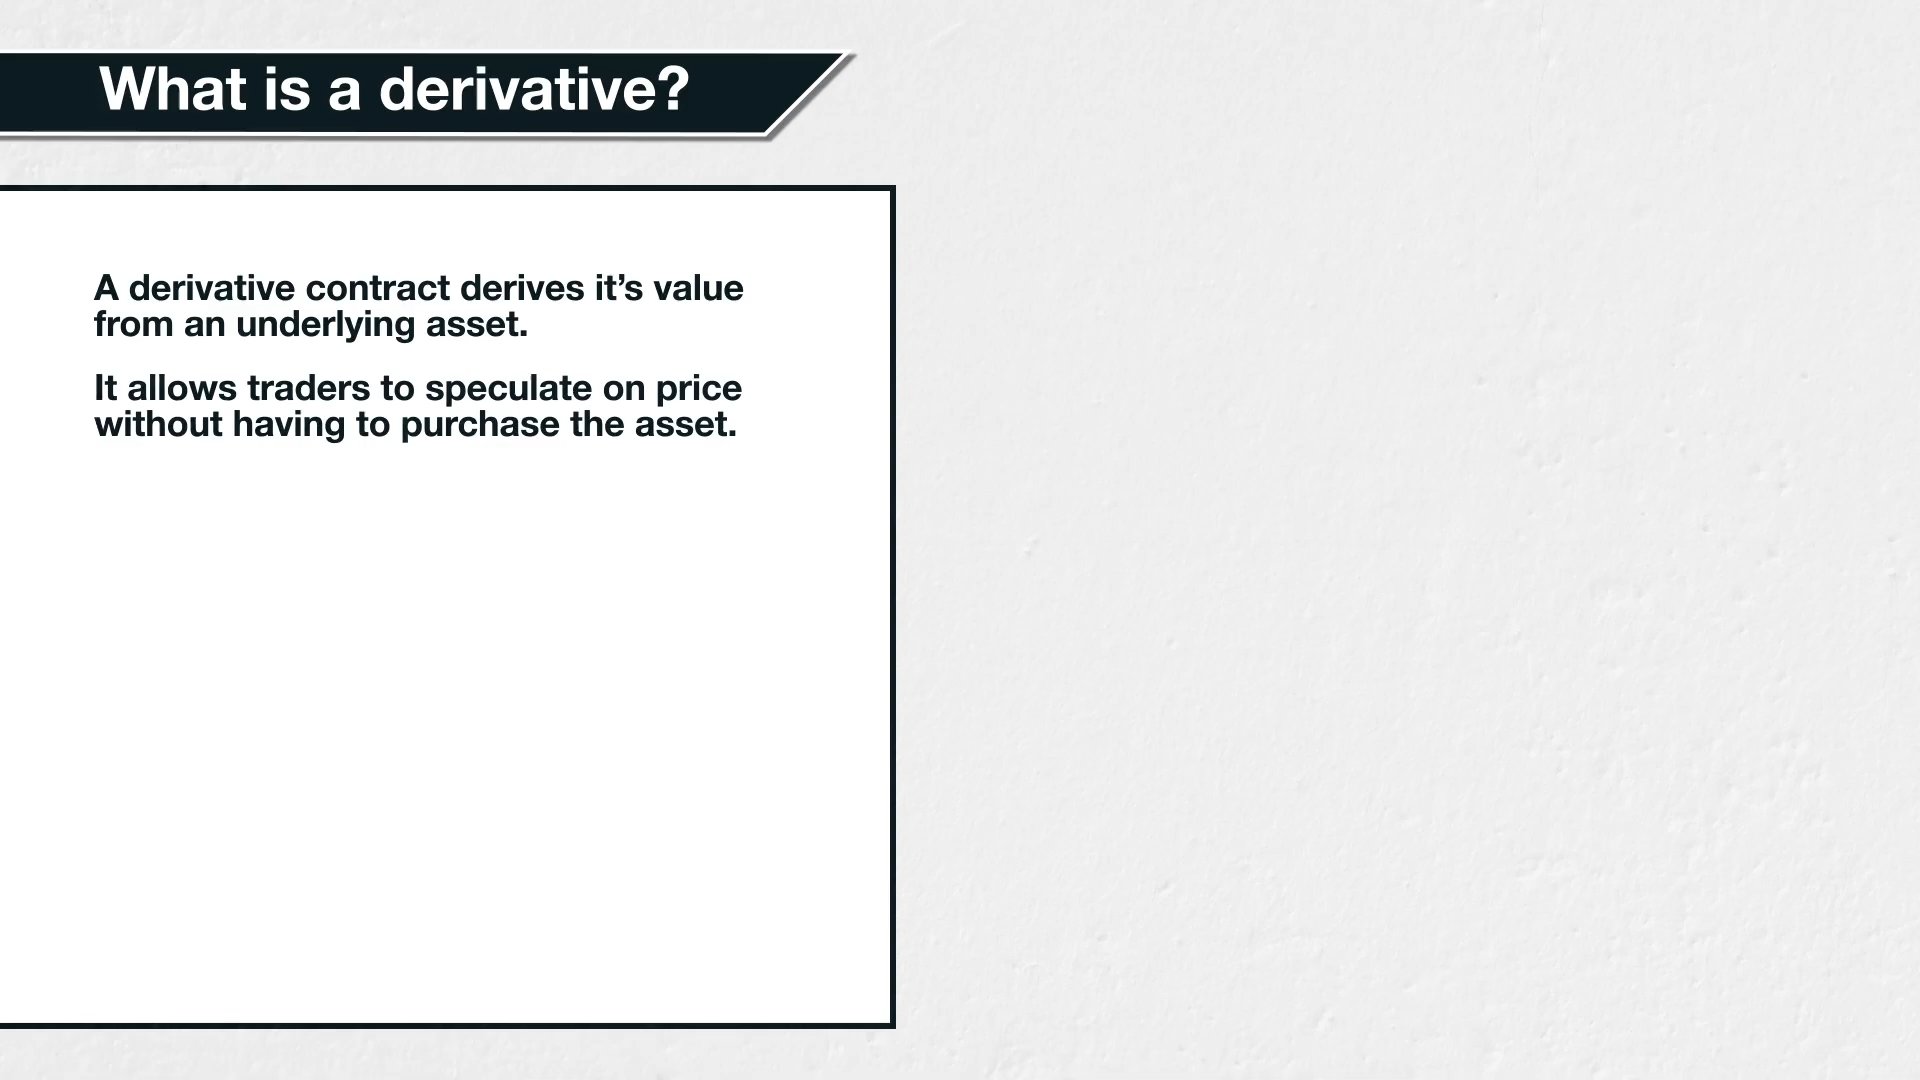 What is a derivative?
A derivative contract derives it’s value
from an underlying asset.
It allows traders to speculate on price
without having to purchase the asset.